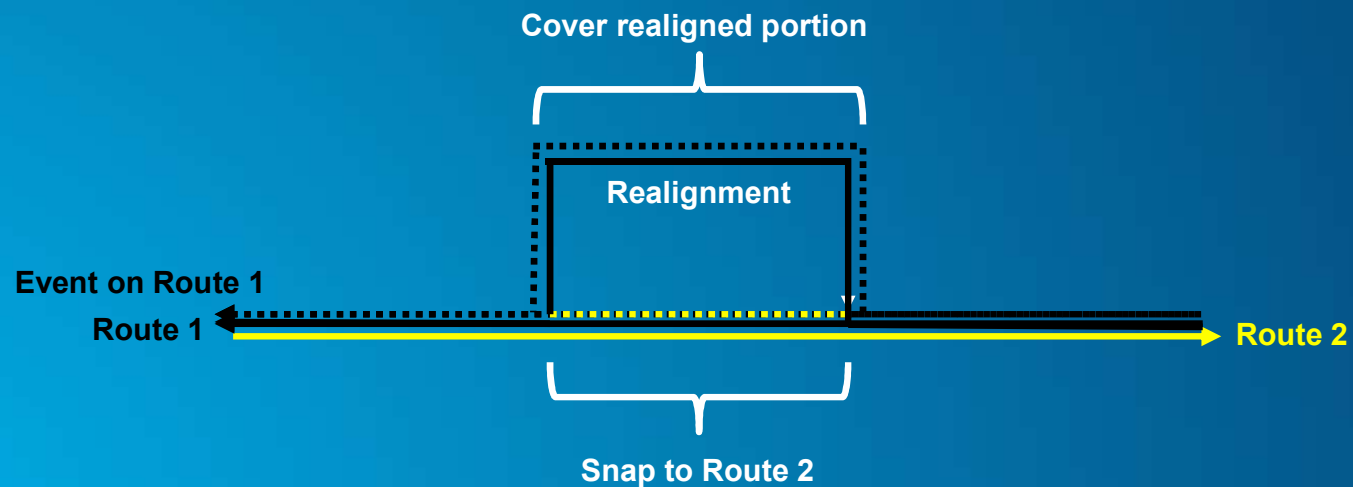 Cover realigned portion
Realignment
Event on Route 1
Route 1
Route 2
Snap to Route 2